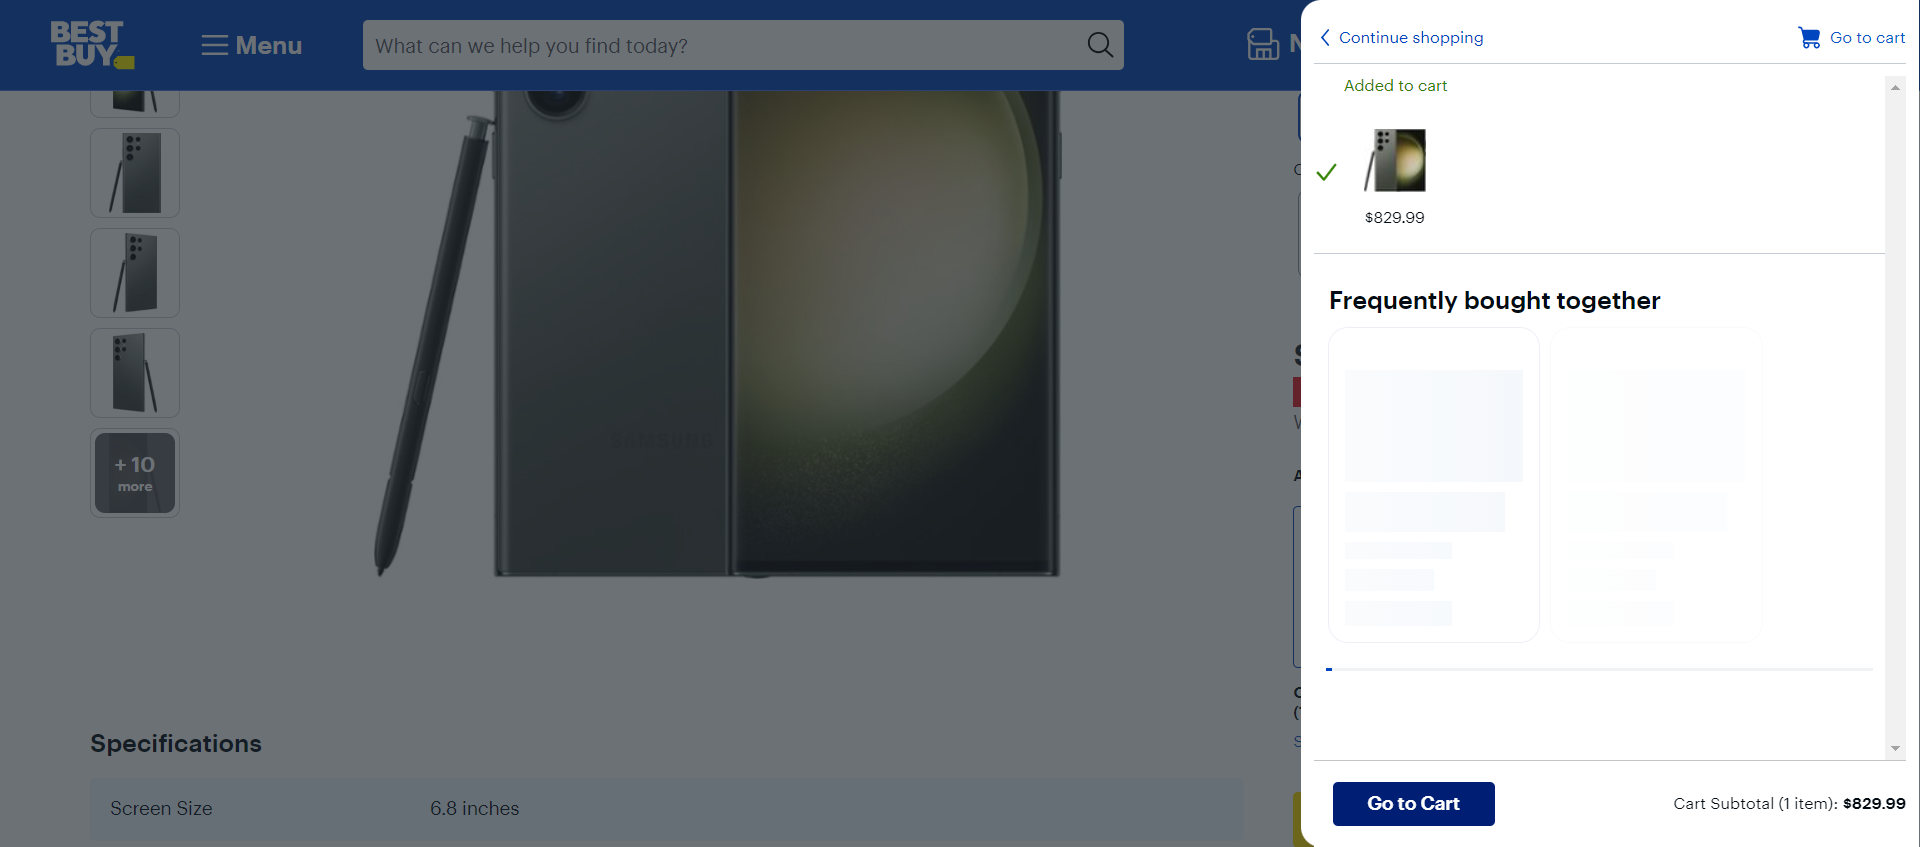 BEST
BUY
Menu
What can we help you find today?
Continue shopping
Go to cart
Added to cart
$829.99
Frequently bought together
SAMSUNG
+ 10
more
Specifications
Screen Size
6.8 inches
Go to Cart
Cart Subtotal (1 item): $829.99